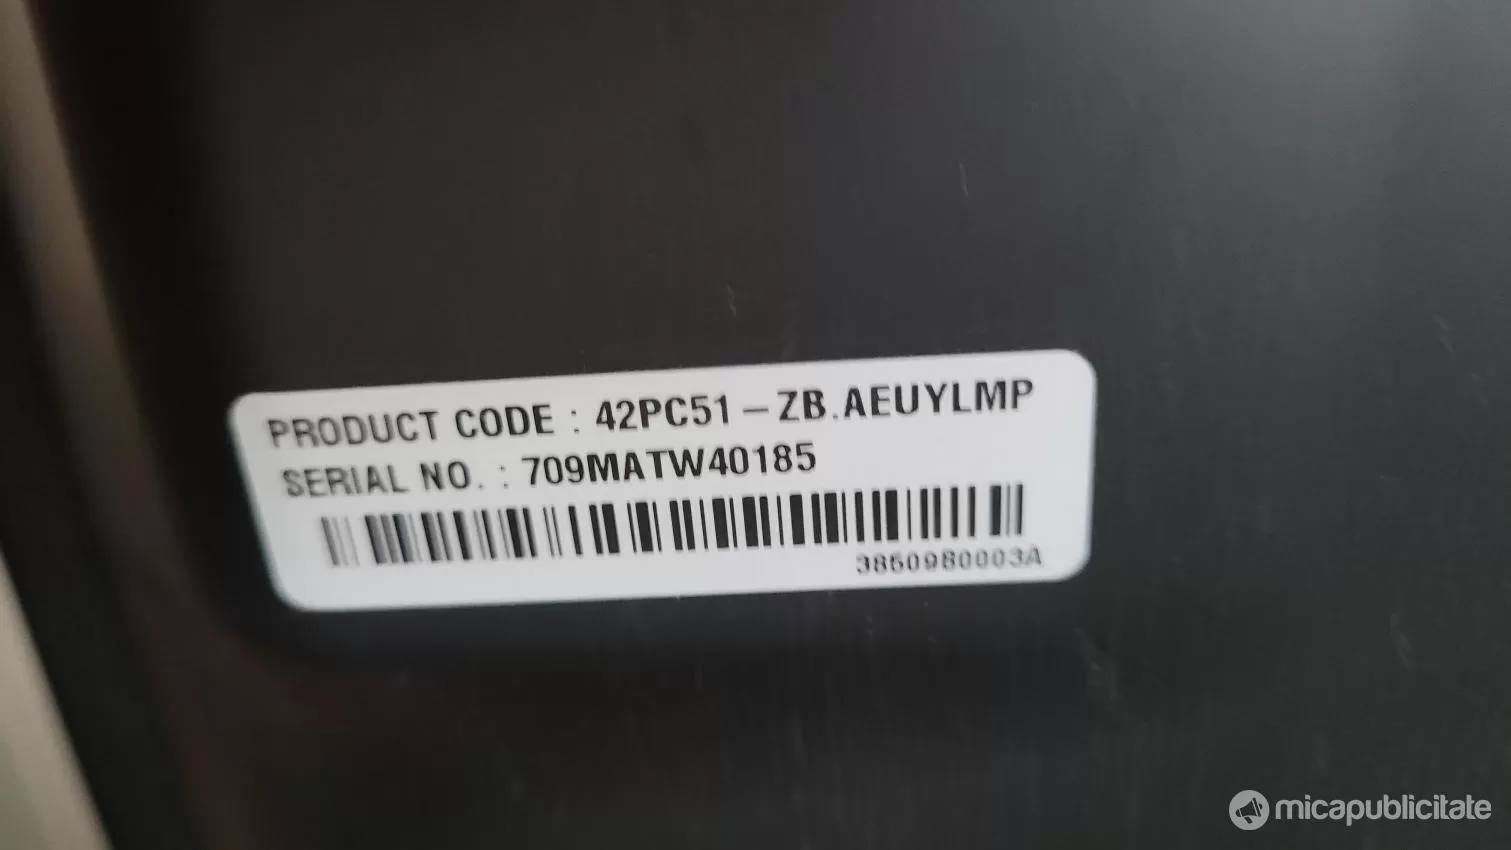 PRODUCT CODE : 42PC51-ZB.AEUYLMP
SERIAL NO. : 709MATW40185
3850980003A
micapublicitate